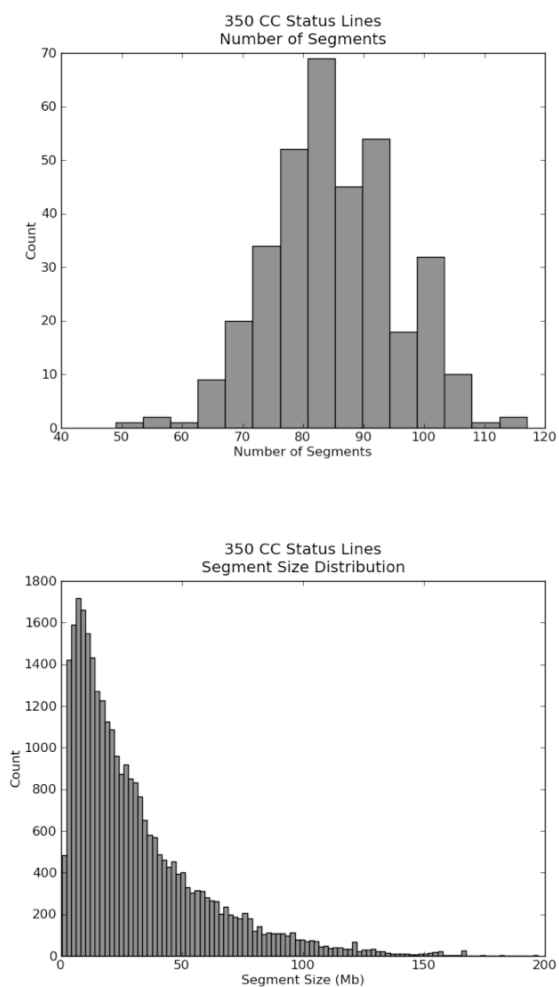 350 CC Status Lines
Number of Segments
70
60
50
40
30
20
10
0
Count
40 50 60 70 80 90 100 110 120
Number of Segments
350 CC Status Lines
Segment Size Distribution
1800
1600
1400
1200
1000
800
600
400
200
0
Count
0 50 100 150 200
Segment Size (Mb)